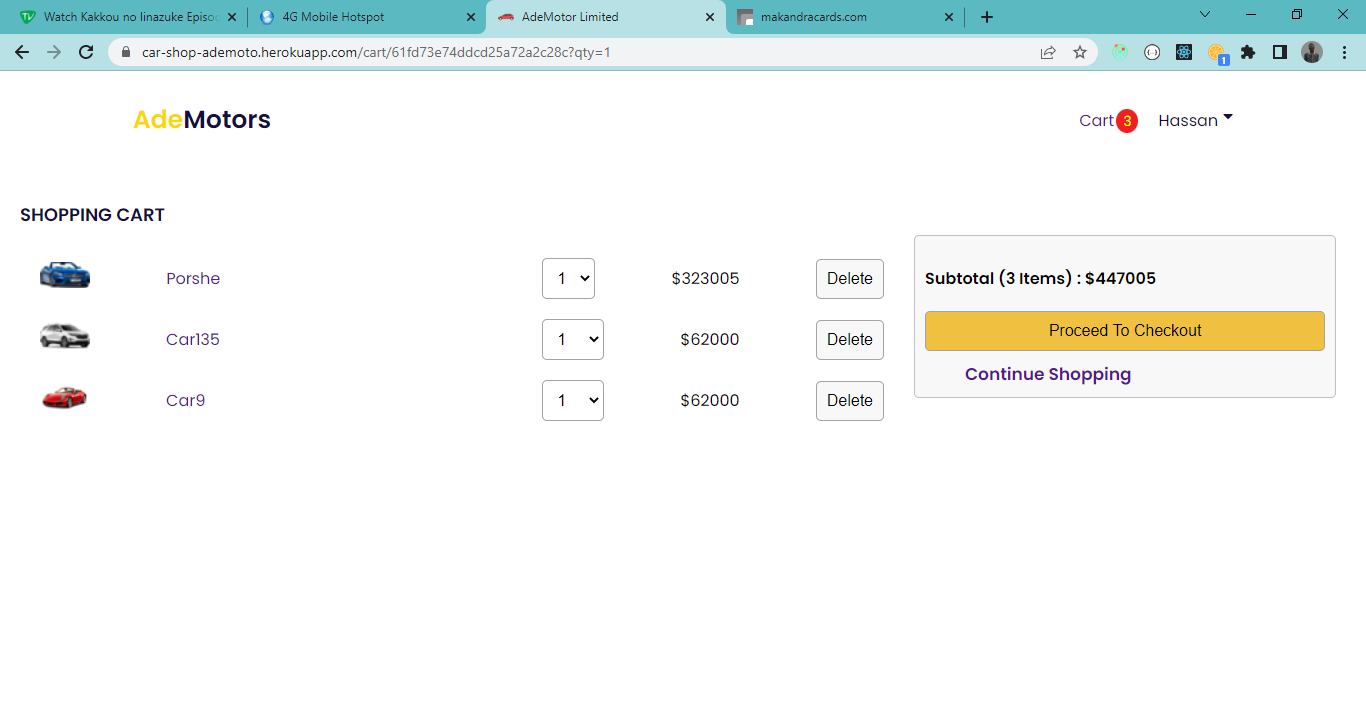 Watch Kakkou no Iinazuke Episod
4G Mobile Hotspot
AdeMotor Limited
makandracards.com
car-shop-ademoto.herokuapp.com/cart/61fd73e74ddcd25a72a2c28c?qty=1
1
AdeMotors
Cart 3
Hassan
SHOPPING CART
Porshe 1 $323005 Delete
Car135 1 $62000 Delete
Car9 1 $62000 Delete
Subtotal (3 Items) : $447005
Proceed To Checkout
Continue Shopping